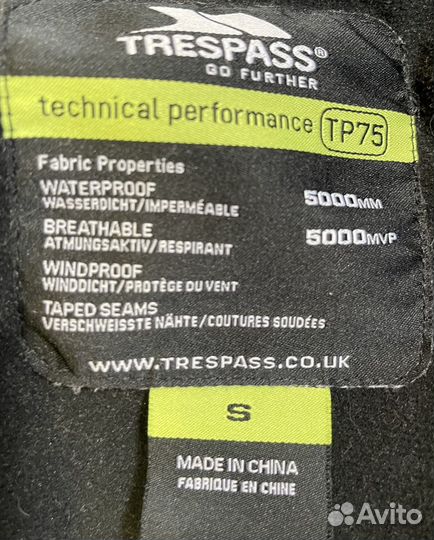 TRESPASS®
GO FURTHER
technical performance TP75
Fabric Properties
WATERPROOF 5000MM
WASSERDICHT/IMPERMÉABLE
BREATHABLE 5000MVP
ATMUNGSAKTIV/RESPIRANT
WINDPROOF
WINDDICHT/PROTÈGE DU VENT
TAPED SEAMS
VERSCHWEISSTE NÄHTE/COUTURES SOUDÉES
WWW.TRESPASS.CO.UK
S
MADE IN CHINA
FABRIQUE EN CHINE
Avito